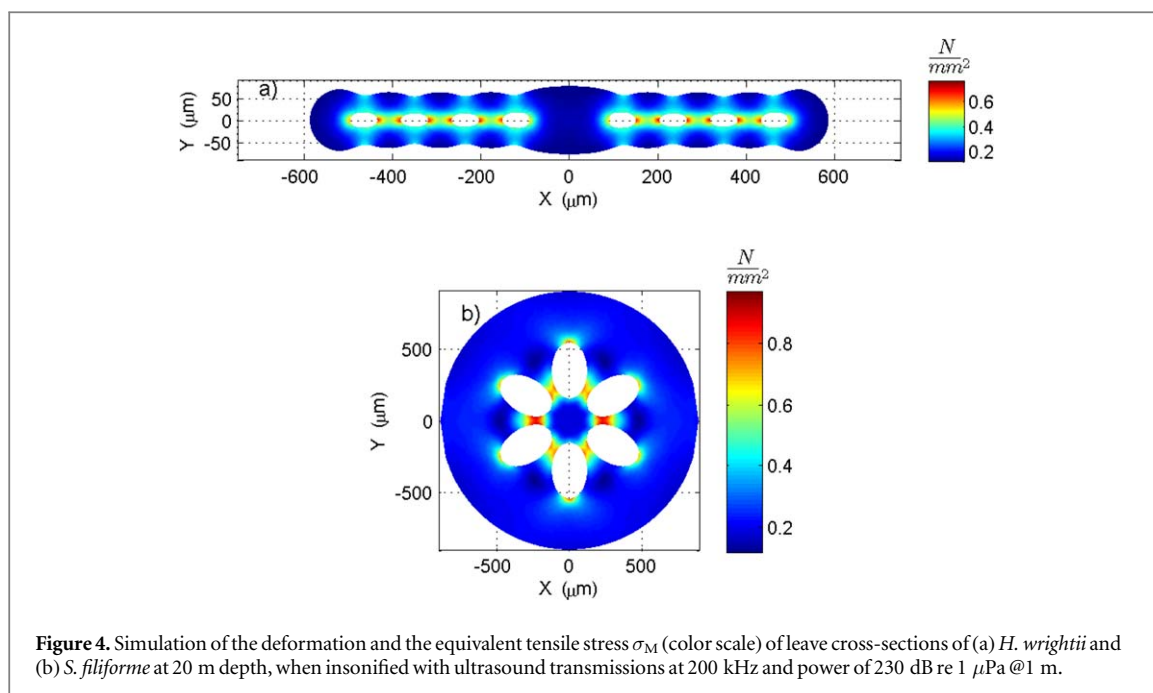 N
mm²
a)
50
0
-50
Y (μm)
0.6
0.4
0.2
-600 -400 -200 0 200 400 600
X (μm)
N
mm²
b)
500
0
-500
Y (μm)
0.8
0.6
0.4
0.2
-500 0 500
X (μm)
Figure 4. Simulation of the deformation and the equivalent tensile stress σM (color scale) of leave cross-sections of (a) H. wrightii and
(b) S. filiforme at 20 m depth, when insonified with ultrasound transmissions at 200 kHz and power of 230 dB re 1 μPa @1 m.